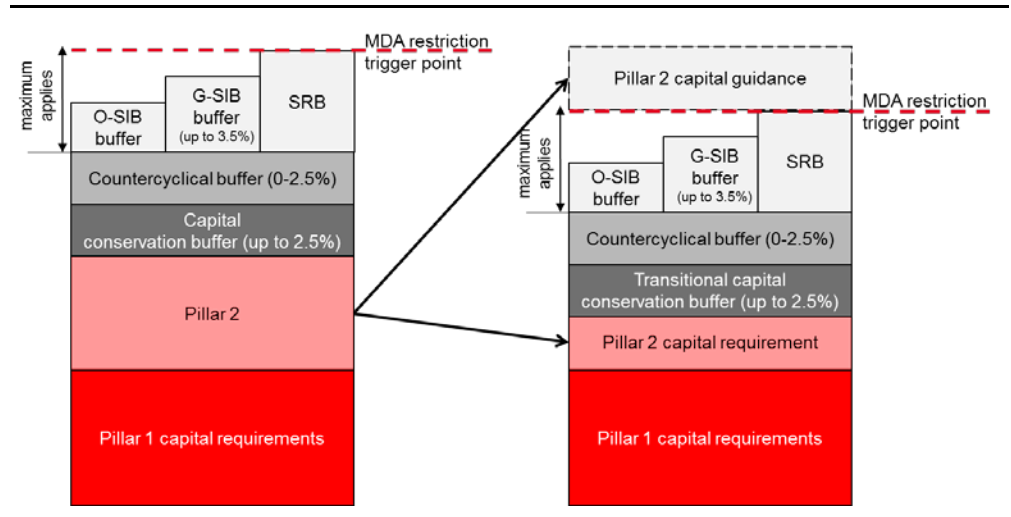 MDA restriction
trigger point
maximum
applies
O-SIB
buffer
G-SIB
buffer
(up to 3.5%)
SRB
Countercyclical buffer (0-2.5%)
Capital
conservation buffer (up to 2.5%)
Pillar 2
Pillar 1 capital requirements
Pillar 2 capital guidance
MDA restriction
trigger point
maximum
applies
O-SIB
buffer
G-SIB
buffer
(up to 3.5%)
SRB
Countercyclical buffer (0-2.5%)
Transitional capital
conservation buffer (up to 2.5%)
Pillar 2 capital requirement
Pillar 1 capital requirements